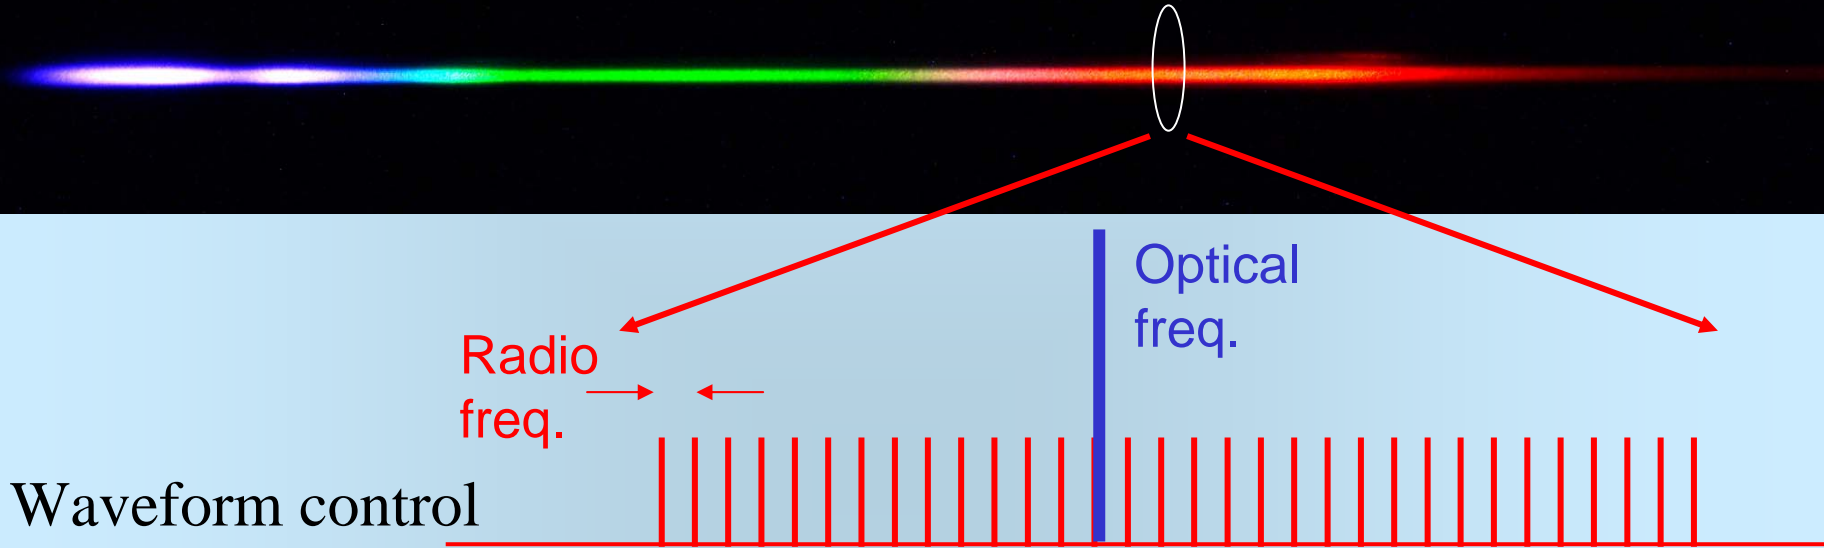 Optical
freq.
Radio
freq.
Waveform control